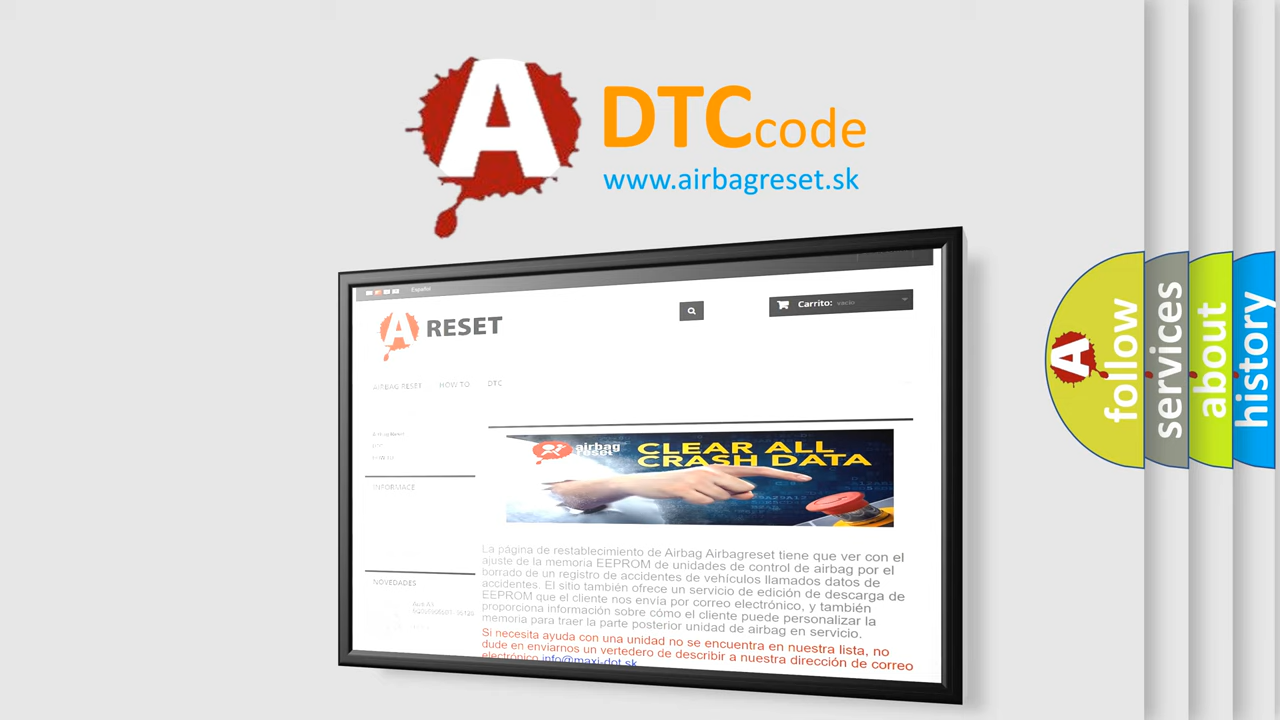 A DTCcode
www.airbagreset.sk
Español
A RESET
Carrito: vacío
AIRBAG RESET HOW TO DTC
INFORMACE
NOVEDADES
airbag
reset
CLEAR ALL
CRASH DATA
La página de restablecimiento de Airbag Airbagreset tiene que ver con el
ajuste de la memoria EEPROM de unidades de control de airbag por el
borrado de un registro de accidentes de vehículos llamados datos de
accidentes. El sitio también ofrece un servicio de edición de descarga de
EEPROM que el cliente nos envía por correo electrónico, y también
proporciona información sobre cómo el cliente puede personalizar la
memoria para traer la parte posterior unidad de airbag en servicio.
Si necesita ayuda con una unidad no se encuentra en nuestra lista, no
dude en enviarnos un vertedero de describir a nuestra dirección de correo
electrónico info@maxi-dot.sk
A
follow
services
about
history